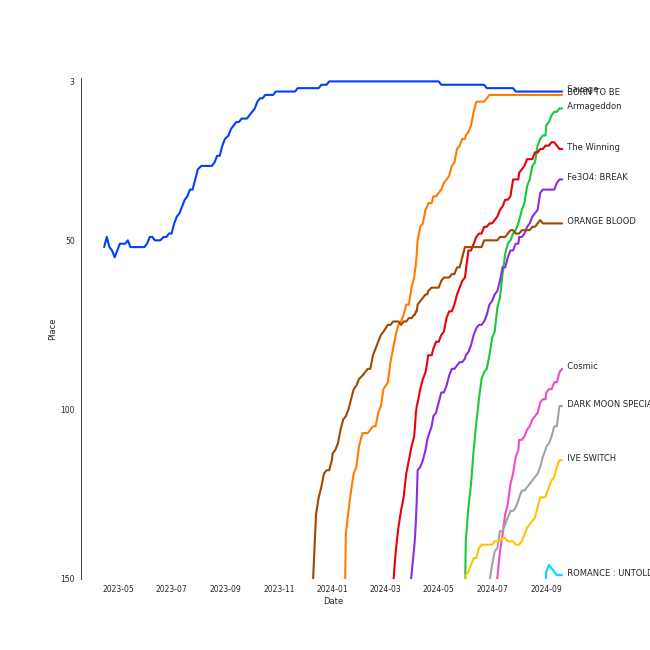 3
50
100
150
Place
2023-05
2023-07
2023-09
2023-11
2024-01
2024-03
2024-05
2024-07
2024-09
Date
Savage
BORN TO BE
Armageddon
The Winning
Fe3O4: BREAK
ORANGE BLOOD
Cosmic
DARK MOON SPECIA
IVE SWITCH
ROMANCE : UNTOLD